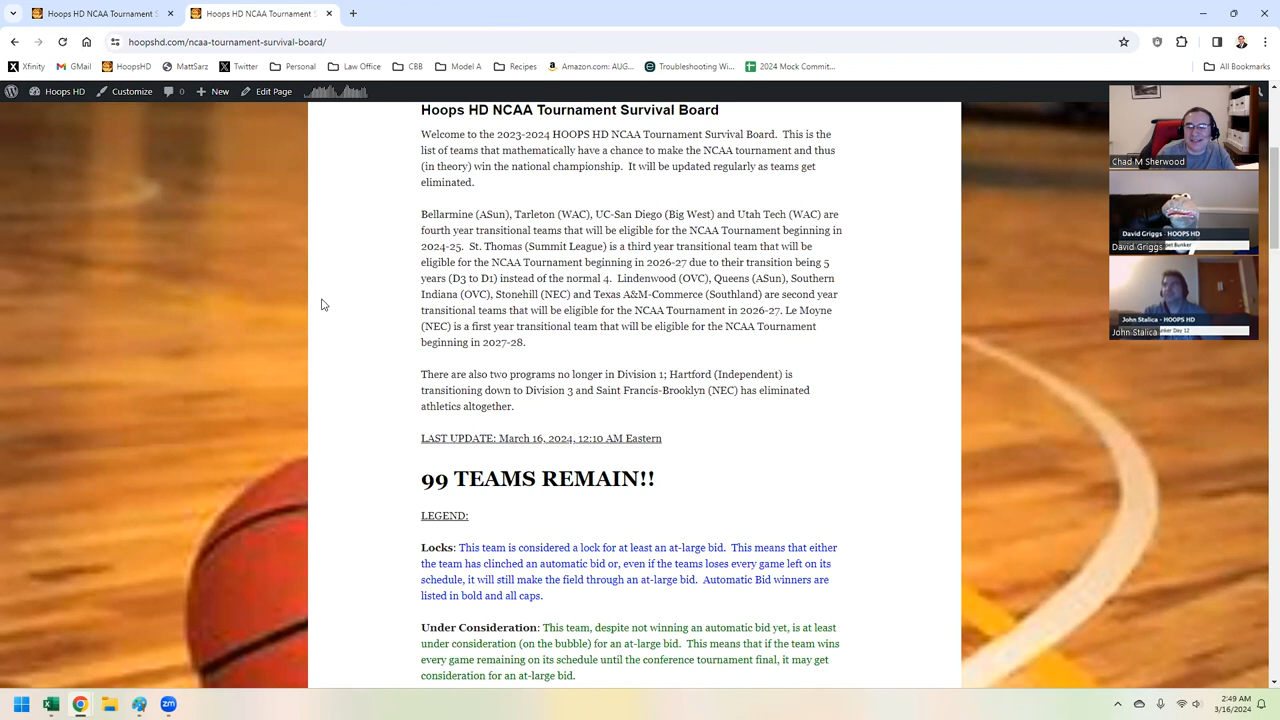 Hoops HD NCAA Tournament S
Hoops HD NCAA Tournament S
hoopshd.com/ncaa-tournament-survival-board/
Xfinity GMail HoopsHD MattSarz Twitter Personal Law Office CBB Model A Recipes Amazon.com: AUG... Troubleshooting Wi... 2024 Mock Commit... All Bookmarks
HoopsHD Customize 0 New Edit Page
Hoops HD NCAA Tournament Survival Board
Welcome to the 2023-2024 HOOPS HD NCAA Tournament Survival Board. This is the
list of teams that mathematically have a chance to make the NCAA tournament and thus
(in theory) win the national championship. It will be updated regularly as teams get
eliminated.
Bellarmine (ASun), Tarleton (WAC), UC-San Diego (Big West) and Utah Tech (WAC) are
fourth year transitional teams that will be eligible for the NCAA Tournament beginning in
2024-25. St. Thomas (Summit League) is a third year transitional team that will be
eligible for the NCAA Tournament beginning in 2026-27 due to their transition being 5
years (D3 to D1) instead of the normal 4. Lindenwood (OVC), Queens (ASun), Southern
Indiana (OVC), Stonehill (NEC) and Texas A&M-Commerce (Southland) are second year
transitional teams that will be eligible for the NCAA Tournament in 2026-27. Le Moyne
(NEC) is a first year transitional team that will be eligible for the NCAA Tournament
beginning in 2027-28.
There are also two programs no longer in Division 1; Hartford (Independent) is
transitioning down to Division 3 and Saint Francis-Brooklyn (NEC) has eliminated
athletics altogether.
LAST UPDATE: March 16, 2024, 12:10 AM Eastern
99 TEAMS REMAIN!!
LEGEND:
Locks: This team is considered a lock for at least an at-large bid. This means that either
the team has clinched an automatic bid or, even if the teams loses every game left on its
schedule, it will still make the field through an at-large bid. Automatic Bid winners are
listed in bold and all caps.
Under Consideration: This team, despite not winning an automatic bid yet, is at least
under consideration (on the bubble) for an at-large bid. This means that if the team wins
every game remaining on its schedule until the conference tournament final, it may get
consideration for an at-large bid.
Chad M Sherwood
David Griggs - HOOPS HD
David Griggs
John Stalica - HOOPS HD
John Stalica
Day 12
2:49 AM
3/16/2024